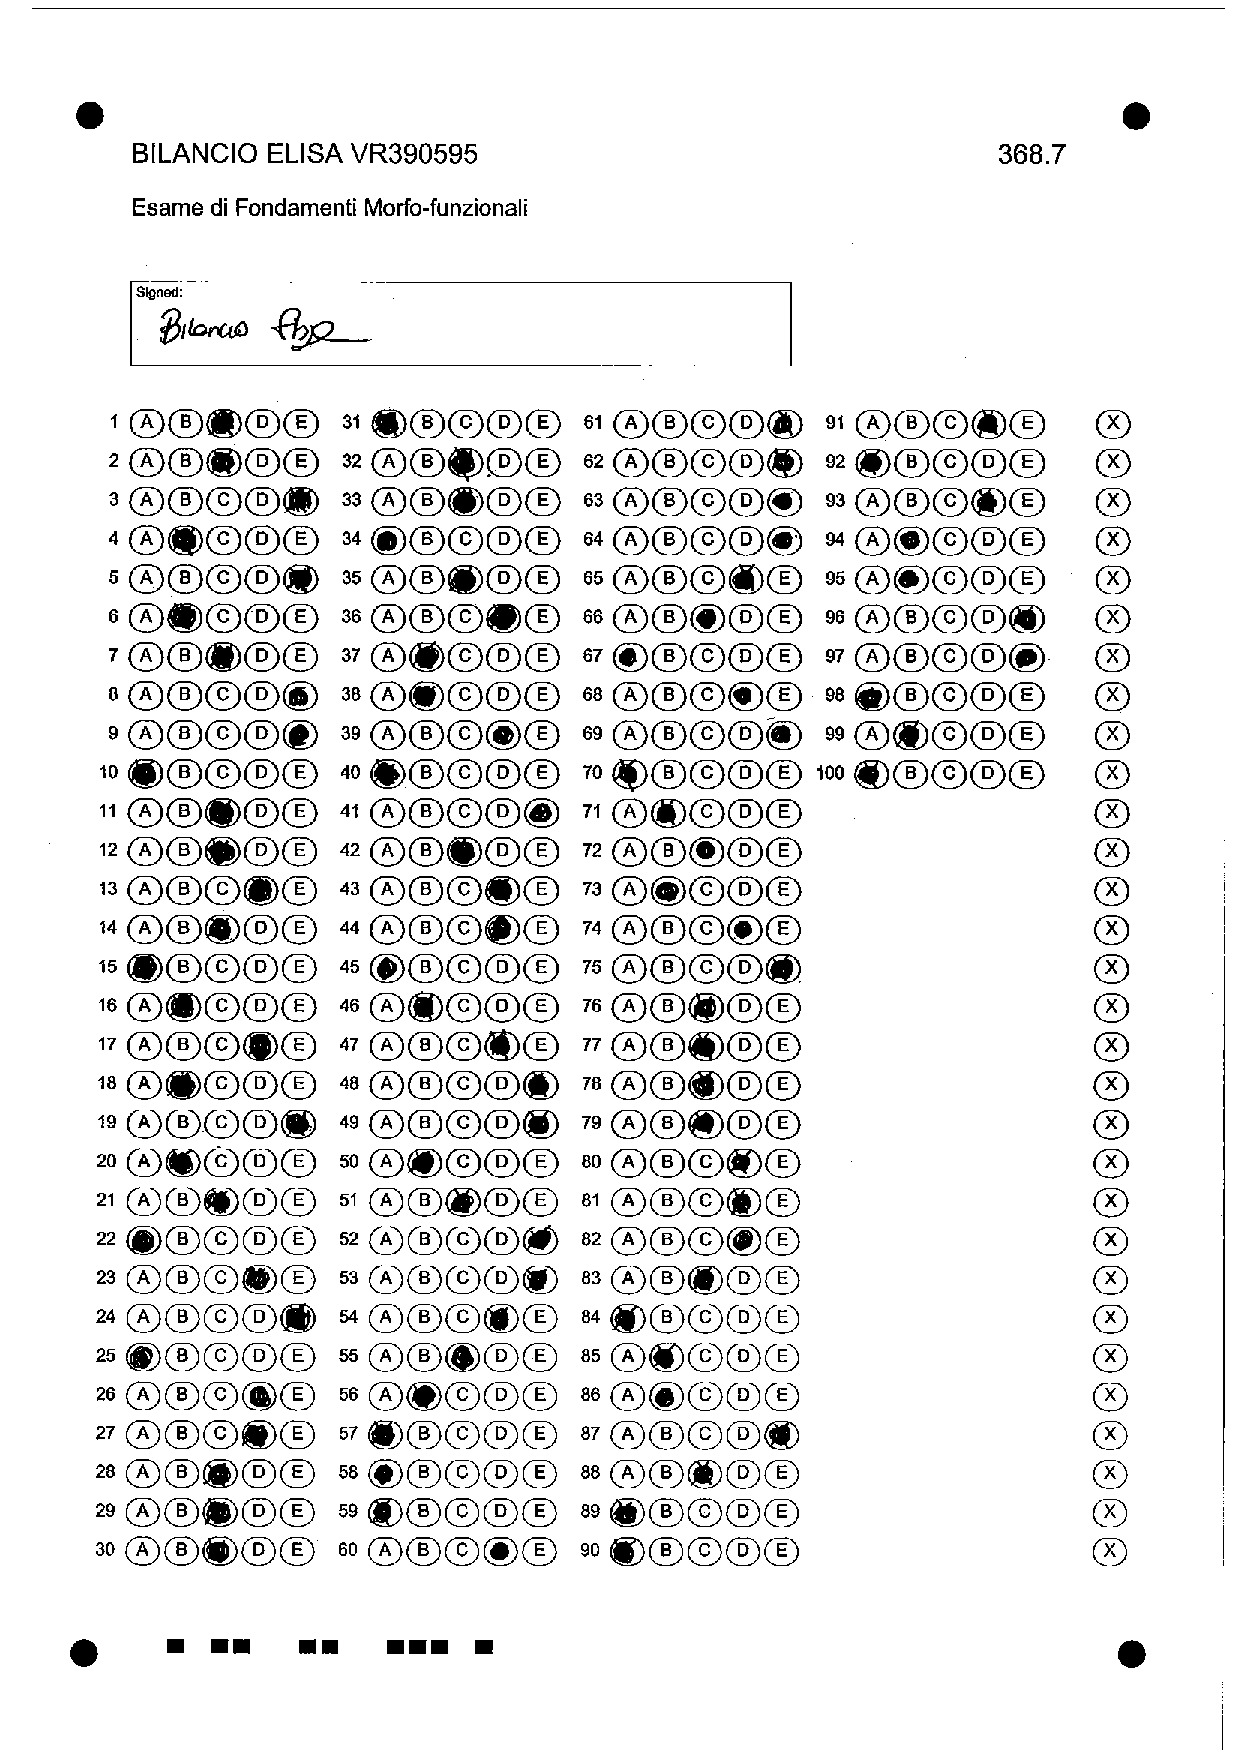 BILANCIO ELISA VR390595 368.7
Esame di Fondamenti Morfo-funzionali
Signed:
Bilancio
1 A B D E 31 B C D E 61 A B C D 91 A B C E X
2 A B D E 32 A B D E 62 A B C D 92 B C D E X
3 A B C D 33 A B D E 63 A B C D 93 A B C E X
4 A C D E 34 B C D E 64 A B C D 94 A C D E X
5 A B C D 35 A B D E 65 A B C E 95 A C D E X
6 A C D E 36 A B C E 66 A B D E 96 A B C D X
7 A B D E 37 A C D E 67 B C D E 97 A B C D X
8 A B C D 38 A C D E 68 A B C E 98 B C D E X
9 A B C D 39 A B C E 69 A B C D 99 A C D E X
10 B C D E 40 B C D E 70 B C D E 100 B C D E X
11 A B D E 41 A B C D 71 A C D E X
12 A B D E 42 A B D E 72 A B D E X
13 A B C E 43 A B C E 73 A C D E X
14 A B D E 44 A B C E 74 A B C E X
15 B C D E 45 B C D E 75 A B C D X
16 A C D E 46 A C D E 76 A B D E X
17 A B C E 47 A B C E 77 A B D E X
18 A C D E 48 A B C D 78 A B D E X
19 A B C D 49 A B C D 79 A B D E X
20 A C D E 50 A C D E 80 A B C E X
21 A B D E 51 A B D E 81 A B C E X
22 B C D E 52 A B C D 82 A B C E X
23 A B C E 53 A B C D 83 A B D E X
24 A B C D 54 A B C E 84 B C D E X
25 B C D E 55 A B D E 85 A C D E X
26 A B C E 56 A C D E 86 A C D E X
27 A B C E 57 B C D E 87 A B C D X
28 A B D E 58 B C D E 88 A B D E X
29 A B D E 59 B C D E 89 B C D E X
30 A B D E 60 A B C E 90 B C D E X